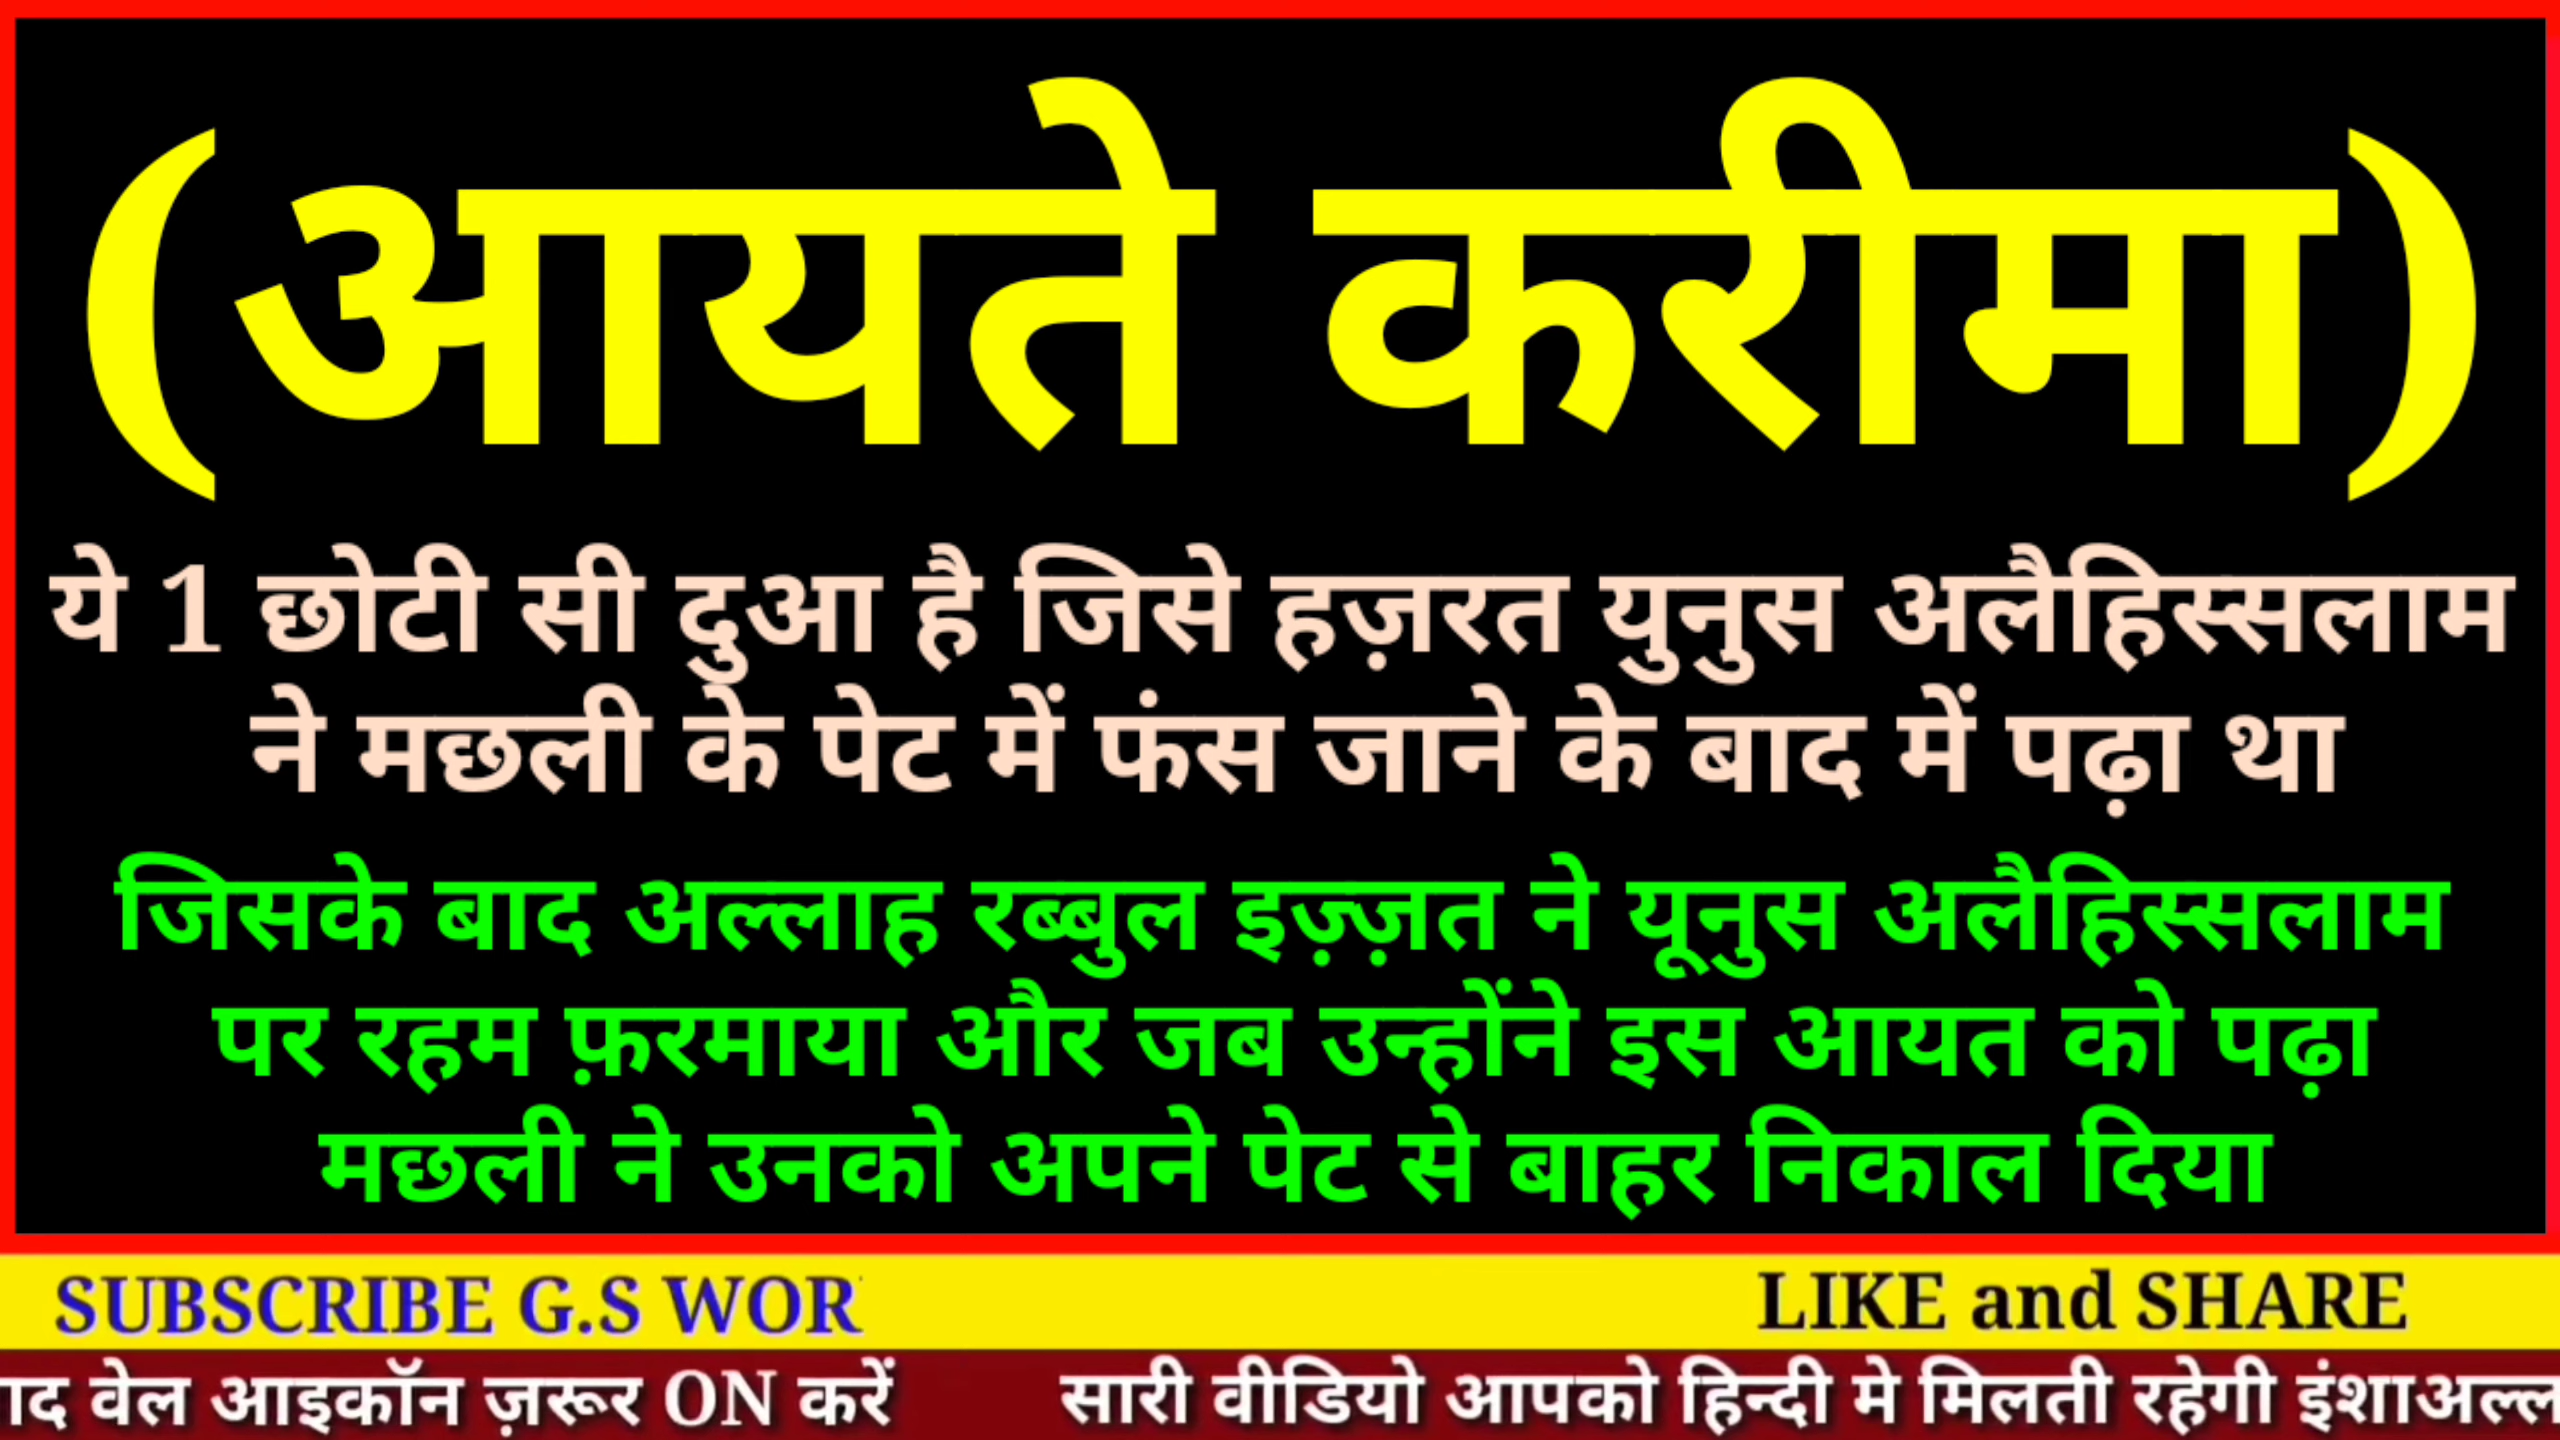 (आयते करीमा)
ये 1 छोटी सी दुआ है जिसे हज़रत युनुस अलैहिस्सलाम
ने मछली के पेट में फंस जाने के बाद में पढ़ा था
जिसके बाद अल्लाह रब्बुल इज़्ज़त ने यूनुस अलैहिस्सलाम
पर रहम फ़रमाया और जब उन्होंने इस आयत को पढ़ा
मछली ने उनको अपने पेट से बाहर निकाल दिया
SUBSCRIBE G.S WOR LIKE and SHARE
वेल आइकॉन ज़रूर ON करें सारी वीडियो आपको हिन्दी मे मिलती रहेगी